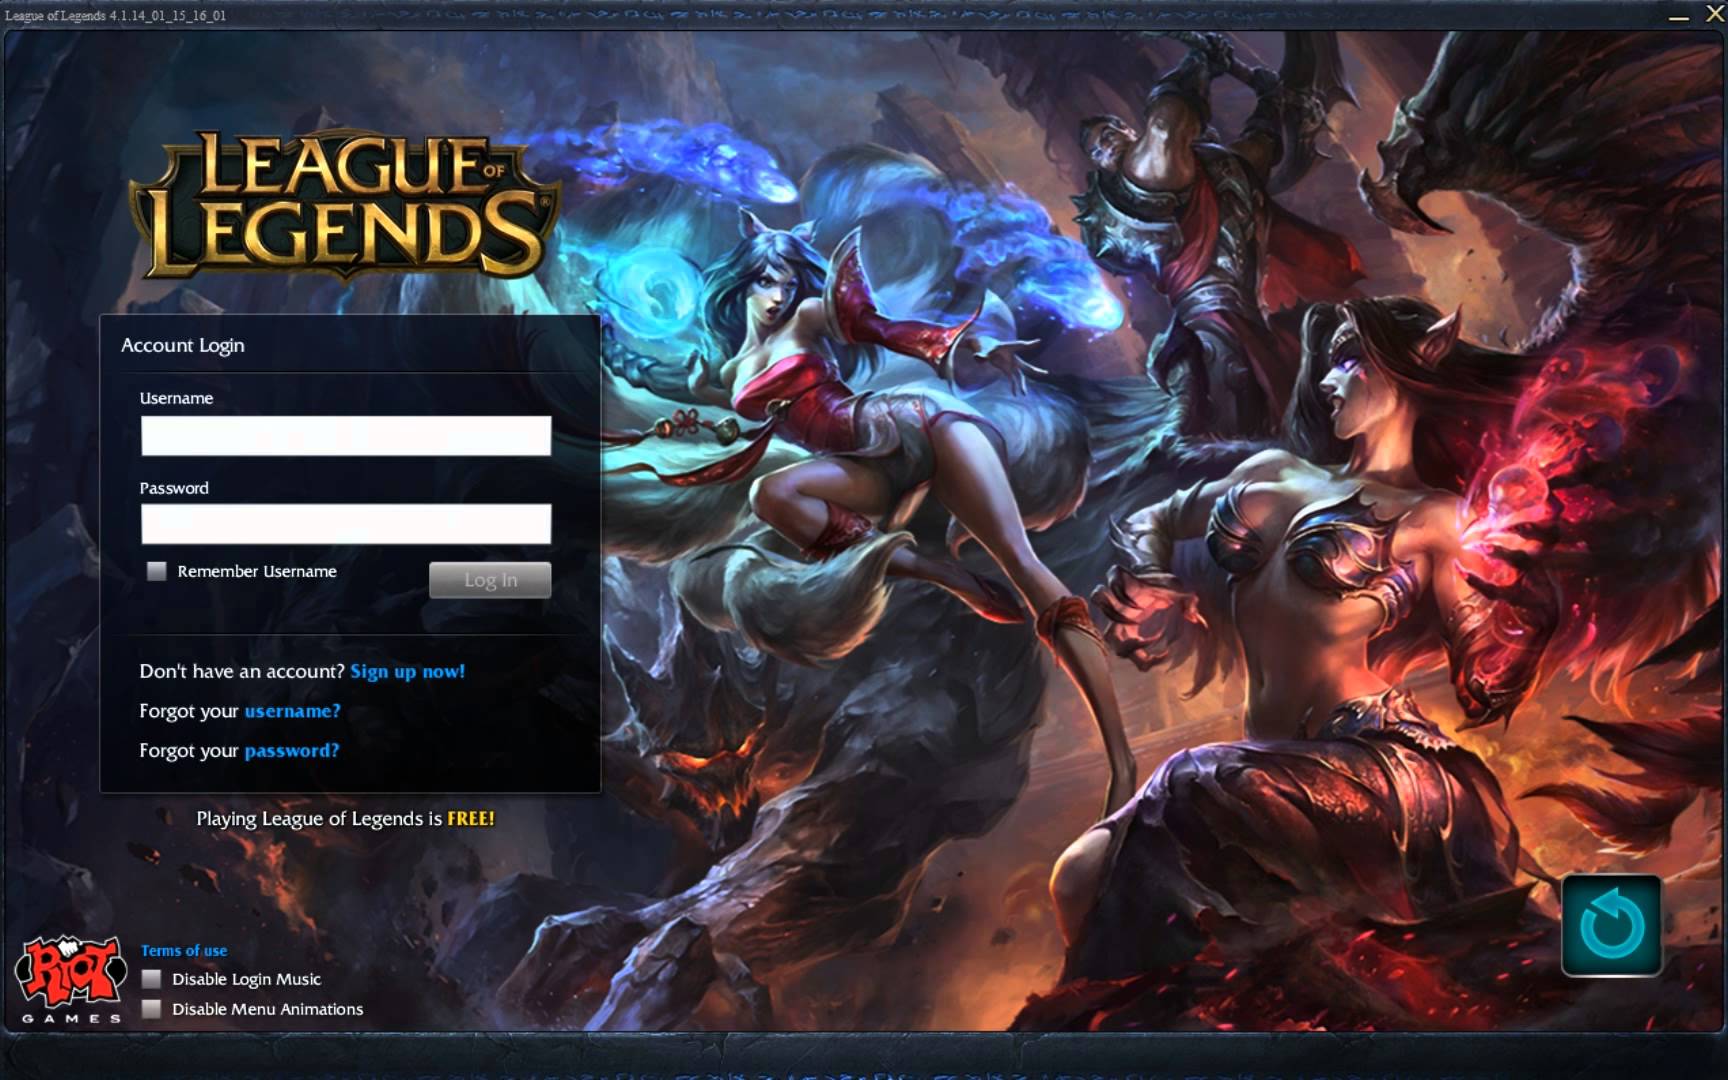 League of Legends 4.1.14_01_15_16_01
LEAGUE OF
LEGENDS®
Account Login
Username
Password
Remember Username
Log In
Don't have an account? Sign up now!
Forgot your username?
Forgot your password?
Playing League of Legends is FREE!
RIOT
GAMES
Terms of use
Disable Login Music
Disable Menu Animations